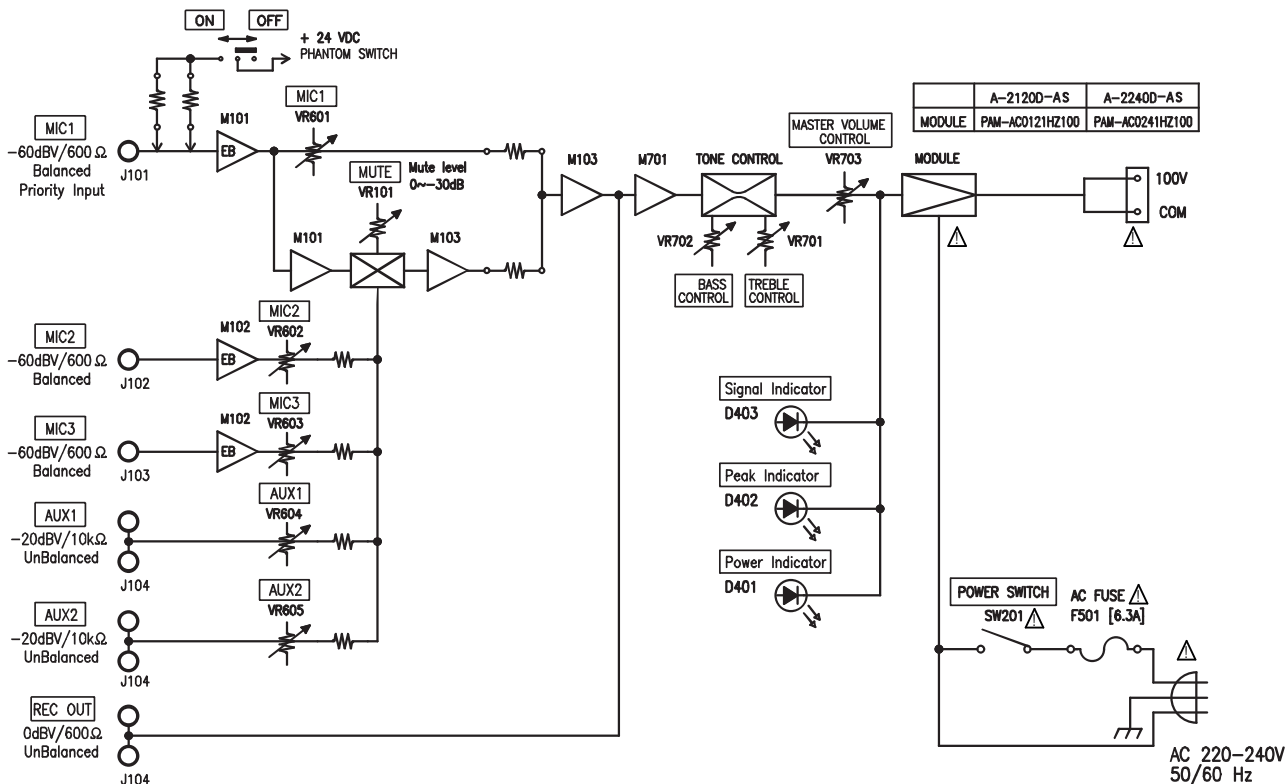 ON
OFF
+ 24 VDC
PHANTOM SWITCH
MIC1
-60dBV/600Ω
Balanced
Priority Input
J101
M101
EB
MIC1
VR601
MUTE
VR101
Mute level
0~-30dB
M101
M103
M103
M701
TONE CONTROL
VR702
VR701
BASS
CONTROL
TREBLE
CONTROL
MASTER VOLUME
CONTROL
VR703
A-2120D-AS
A-2240D-AS
MODULE
PAM-AC0121HZ100
PAM-AC0241HZ100
MODULE
!
100V
COM
!
MIC2
-60dBV/600Ω
Balanced
J102
M102
EB
MIC2
VR602
MIC3
-60dBV/600Ω
Balanced
J103
M102
EB
MIC3
VR603
AUX1
-20dBV/10kΩ
UnBalanced
J104
AUX1
VR604
AUX2
-20dBV/10kΩ
UnBalanced
J104
AUX2
VR605
REC OUT
0dBV/600Ω
UnBalanced
J104
Signal Indicator
D403
Peak Indicator
D402
Power Indicator
D401
POWER SWITCH
SW201 !
AC FUSE !
F501 [6.3A]
!
AC 220-240V
50/60 Hz